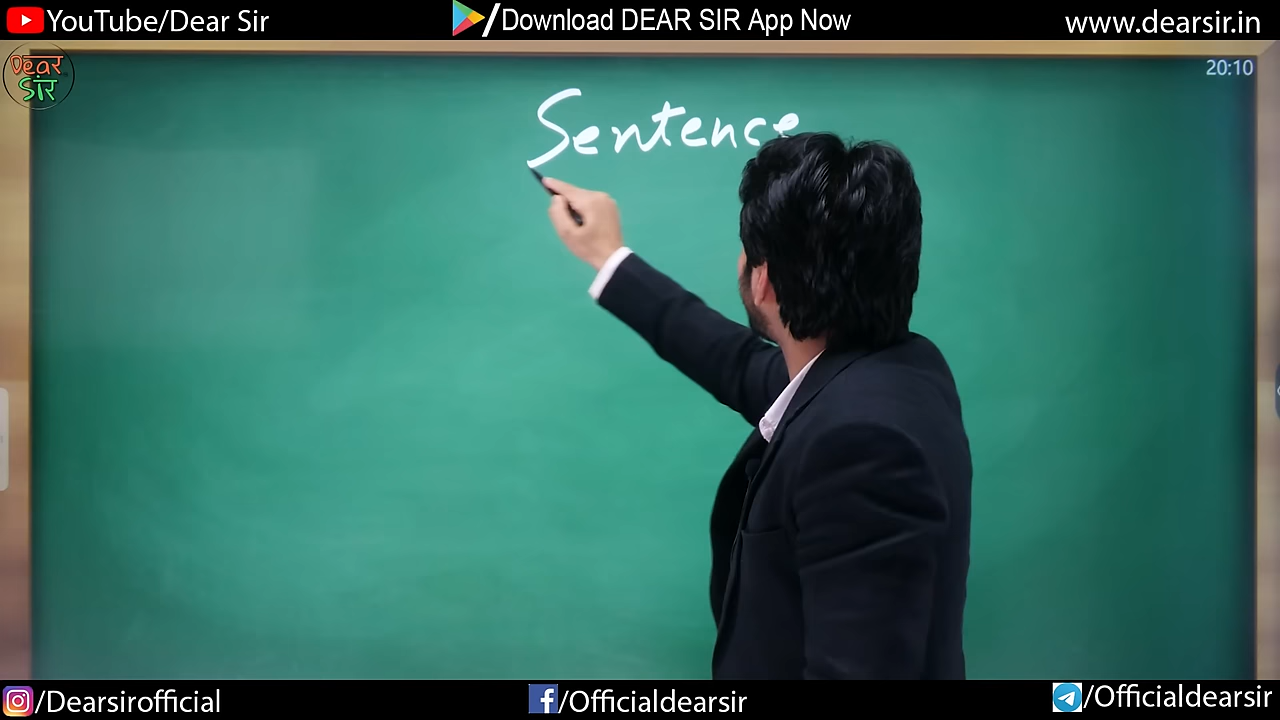 YouTube/Dear Sir
/Download DEAR SIR App Now
www.dearsir.in
Dear
Sir
20:10
Sentence
/Dearsirofficial
/Officialdearsir
/Officialdearsir